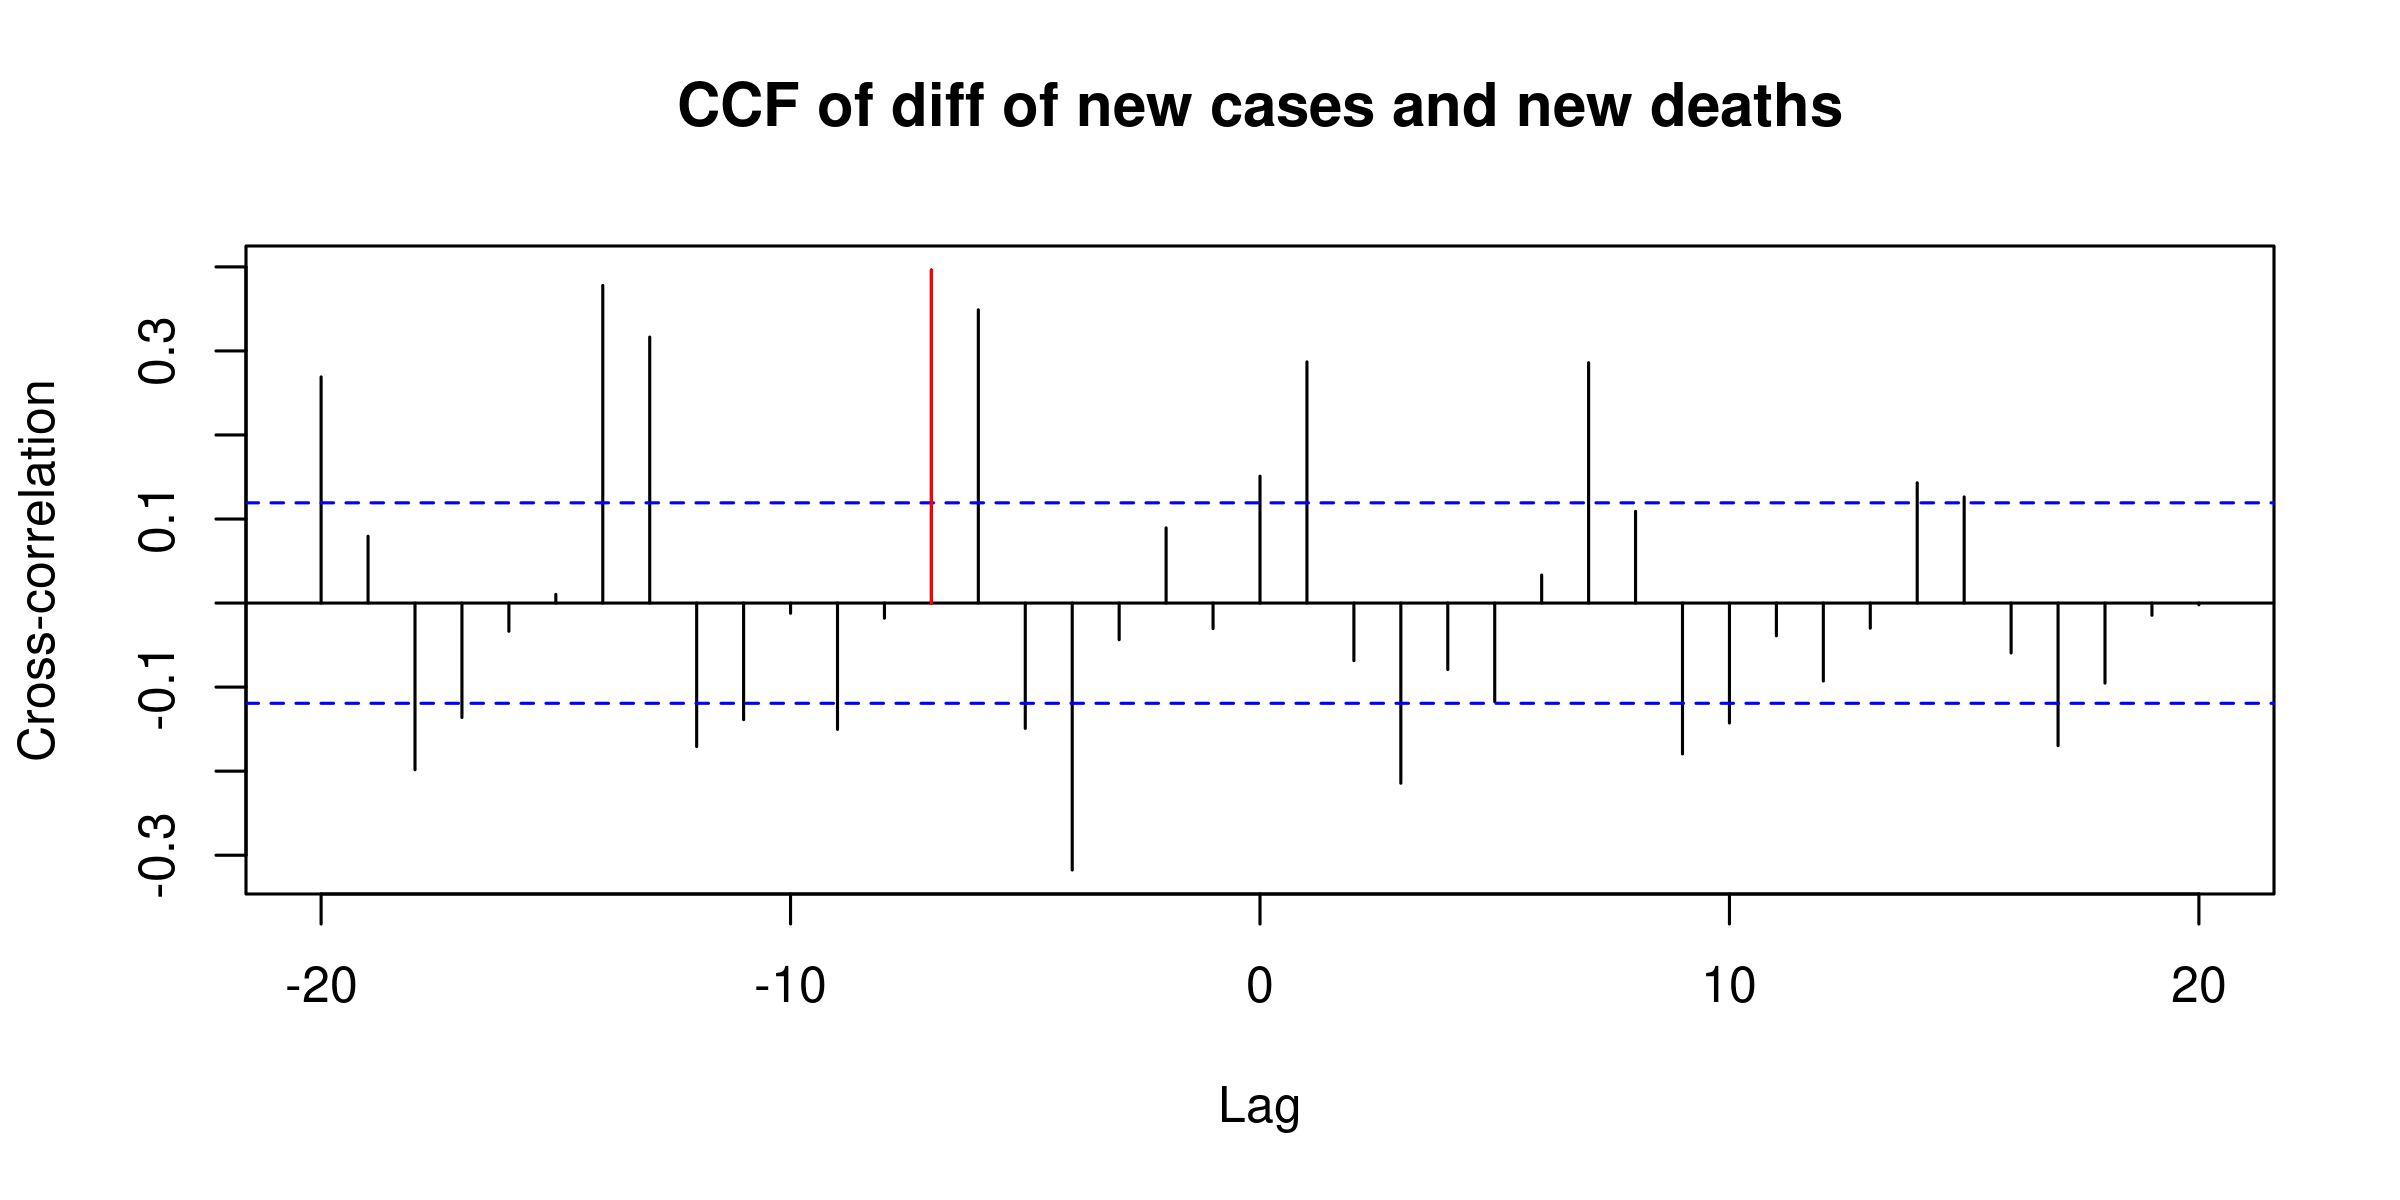 CCF of diff of new cases and new deaths
Cross-correlation
0.3
0.1
-0.1
-0.3
-20 -10 0 10 20
Lag